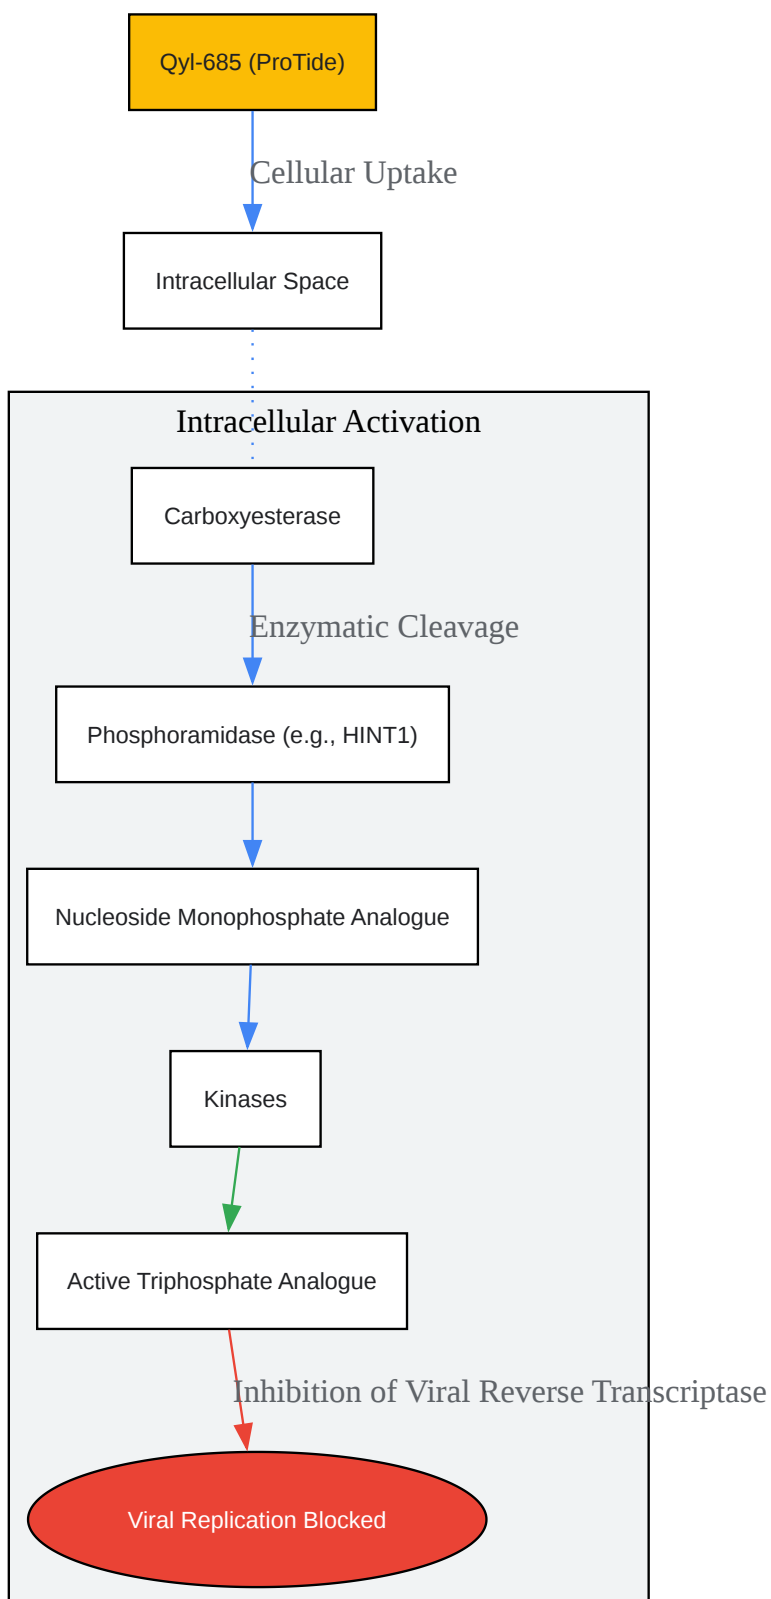 Qyl-685 (ProTide)
Cellular Uptake
Intracellular Space
Intracellular Activation
Carboxyesterase
Enzymatic Cleavage
Phosphoramidase (e.g., HINT1)
Nucleoside Monophosphate Analogue
Kinases
Active Triphosphate Analogue
Inhibition of Viral Reverse Transcriptase
Viral Replication Blocked